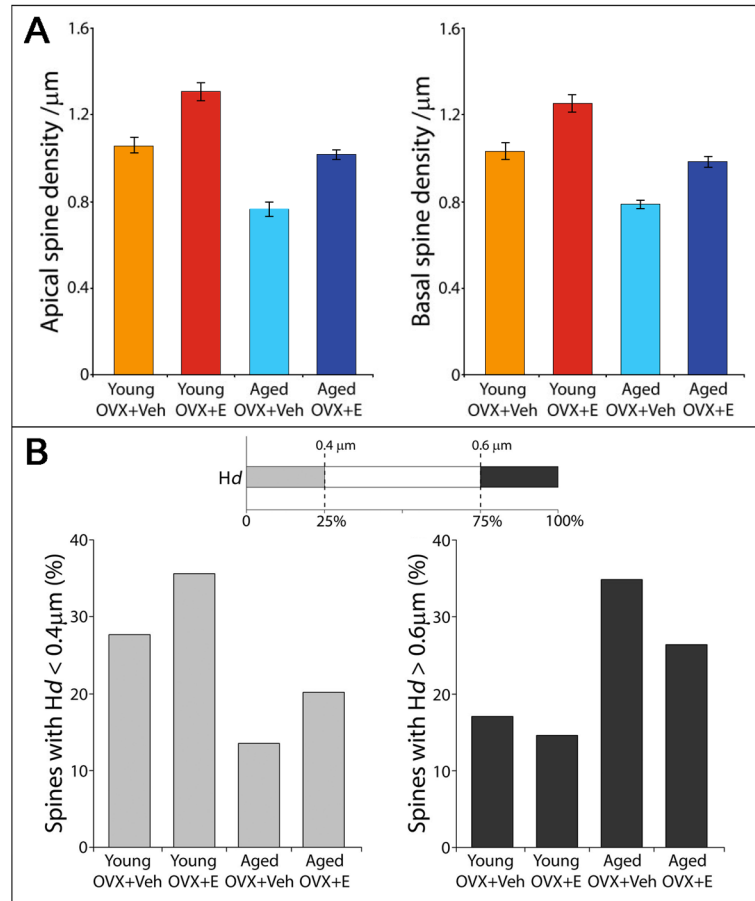 A
Apical spine density /μm
1.6
1.2
0.8
0.4
0
Young
OVX+Veh
Young
OVX+E
Aged
OVX+Veh
Aged
OVX+E
Basal spine density /μm
1.6
1.2
0.8
0.4
0
Young
OVX+Veh
Young
OVX+E
Aged
OVX+Veh
Aged
OVX+E
B
0.4 μm
0.6 μm
Hd
0
25%
75%
100%
Spines with Hd < 0.4μm (%)
40
30
20
10
0
Young
OVX+Veh
Young
OVX+E
Aged
OVX+Veh
Aged
OVX+E
Spines with Hd > 0.6μm (%)
40
30
20
10
0
Young
OVX+Veh
Young
OVX+E
Aged
OVX+Veh
Aged
OVX+E